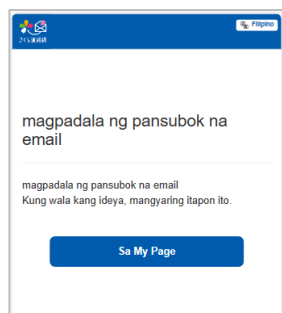 Filipino
magpadala ng pansubok na
email
magpadala ng pansubok na email
Kung wala kang ideya, mangyaring itapon ito.
Sa My Page